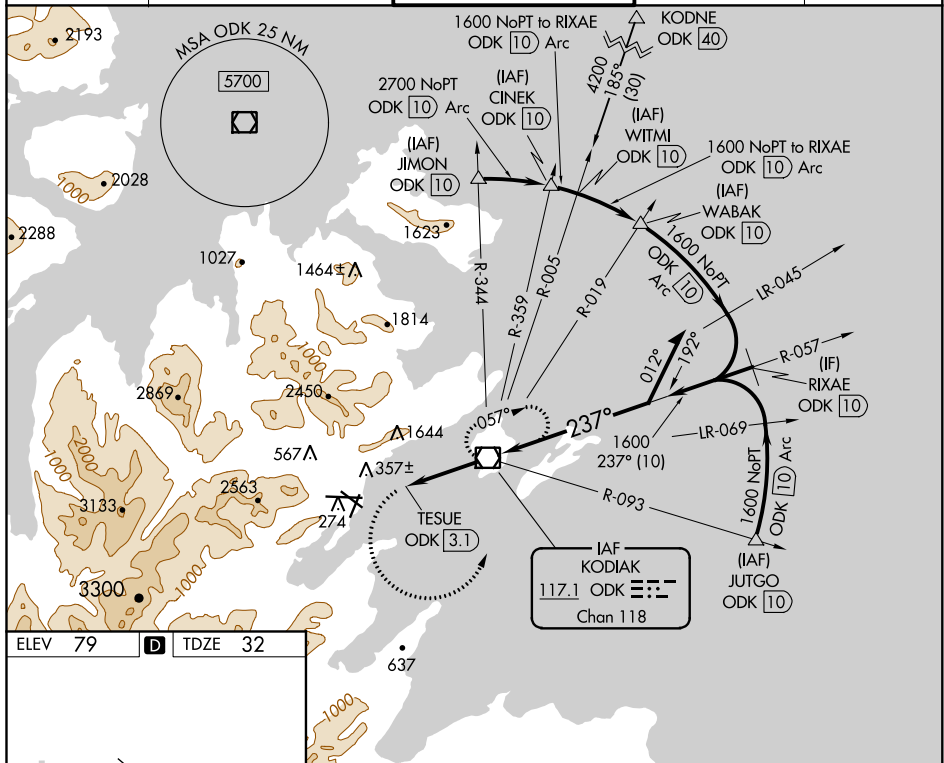 2193
MSA ODK 25 NM
5700
1600 NoPT to RIXAE
ODK 10 Arc
KODNE
ODK 40
4200
185°
(30)
2700 NoPT
ODK 10 Arc
(IAF)
CINEK
ODK 10
(IAF)
WITMI
ODK 10
(IAF)
JIMON
ODK 10
1600 NoPT to RIXAE
ODK 10 Arc
(IAF)
WABAK
ODK 10
1000
2028
2288
1623
1027
1464±
1814
1600 NoPT
ODK 10
Arc
LR-045
R-344
R-359
R-005
R-019
1000
2869
2450
012°
192°
R-057
(IF)
RIXAE
ODK 10
057°
237°
1644
567
357±
1600
237° (10)
LR-069
2000
1000
3133
2563
274
TESUE
ODK 3.1
R-093
1600 NoPT
ODK 10 Arc
(IAF)
JUTGO
ODK 10
IAF
KODIAK
117.1 ODK
Chan 118
3300
1000
ELEV 79
D
TDZE 32
637
1000